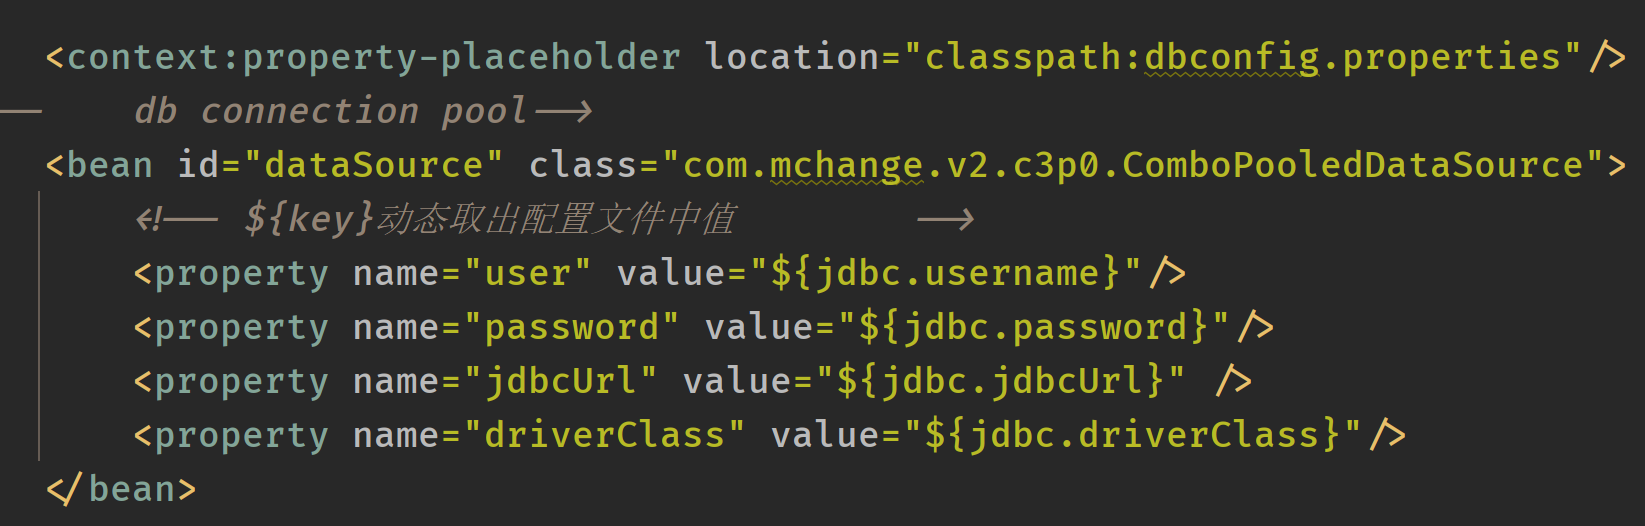 <context:property-placeholder location="classpath:dbconfig.properties"/>
--    db connection pool-->
<bean id="dataSource" class="com.mchange.v2.c3p0.ComboPooledDataSource">
<!-- ${key}动态取出配置文件中值        -->
<property name="user" value="${jdbc.username}"/>
<property name="password" value="${jdbc.password}"/>
<property name="jdbcUrl" value="${jdbc.jdbcUrl}" />
<property name="driverClass" value="${jdbc.driverClass}"/>
</bean>